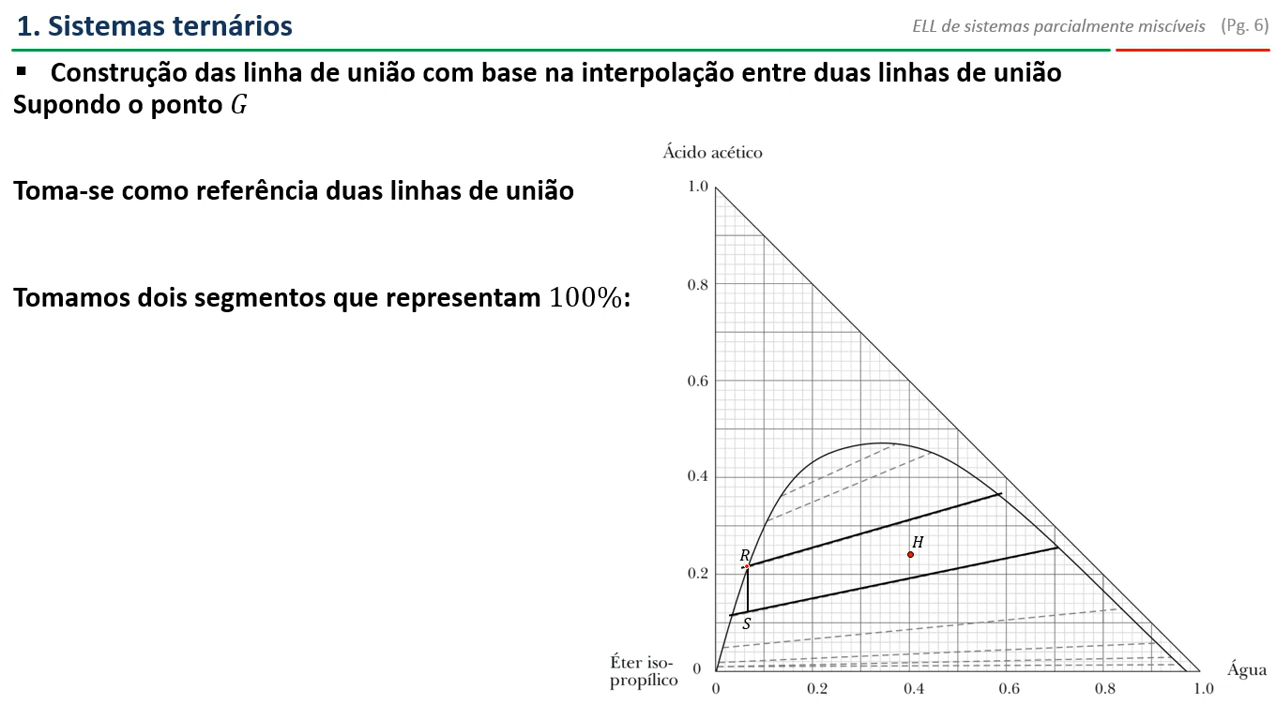 1. Sistemas ternários
ELL de sistemas parcialmente miscíveis (Pg. 6)
▪ Construção das linha de união com base na interpolação entre duas linhas de união
Supondo o ponto G
Toma-se como referência duas linhas de união
Tomamos dois segmentos que representam 100%:
Ácido acético
1.0
0.8
0.6
0.4
0.2
0
R
S
H
Éter iso-
propílico
Água
0
0.2
0.4
0.6
0.8
1.0